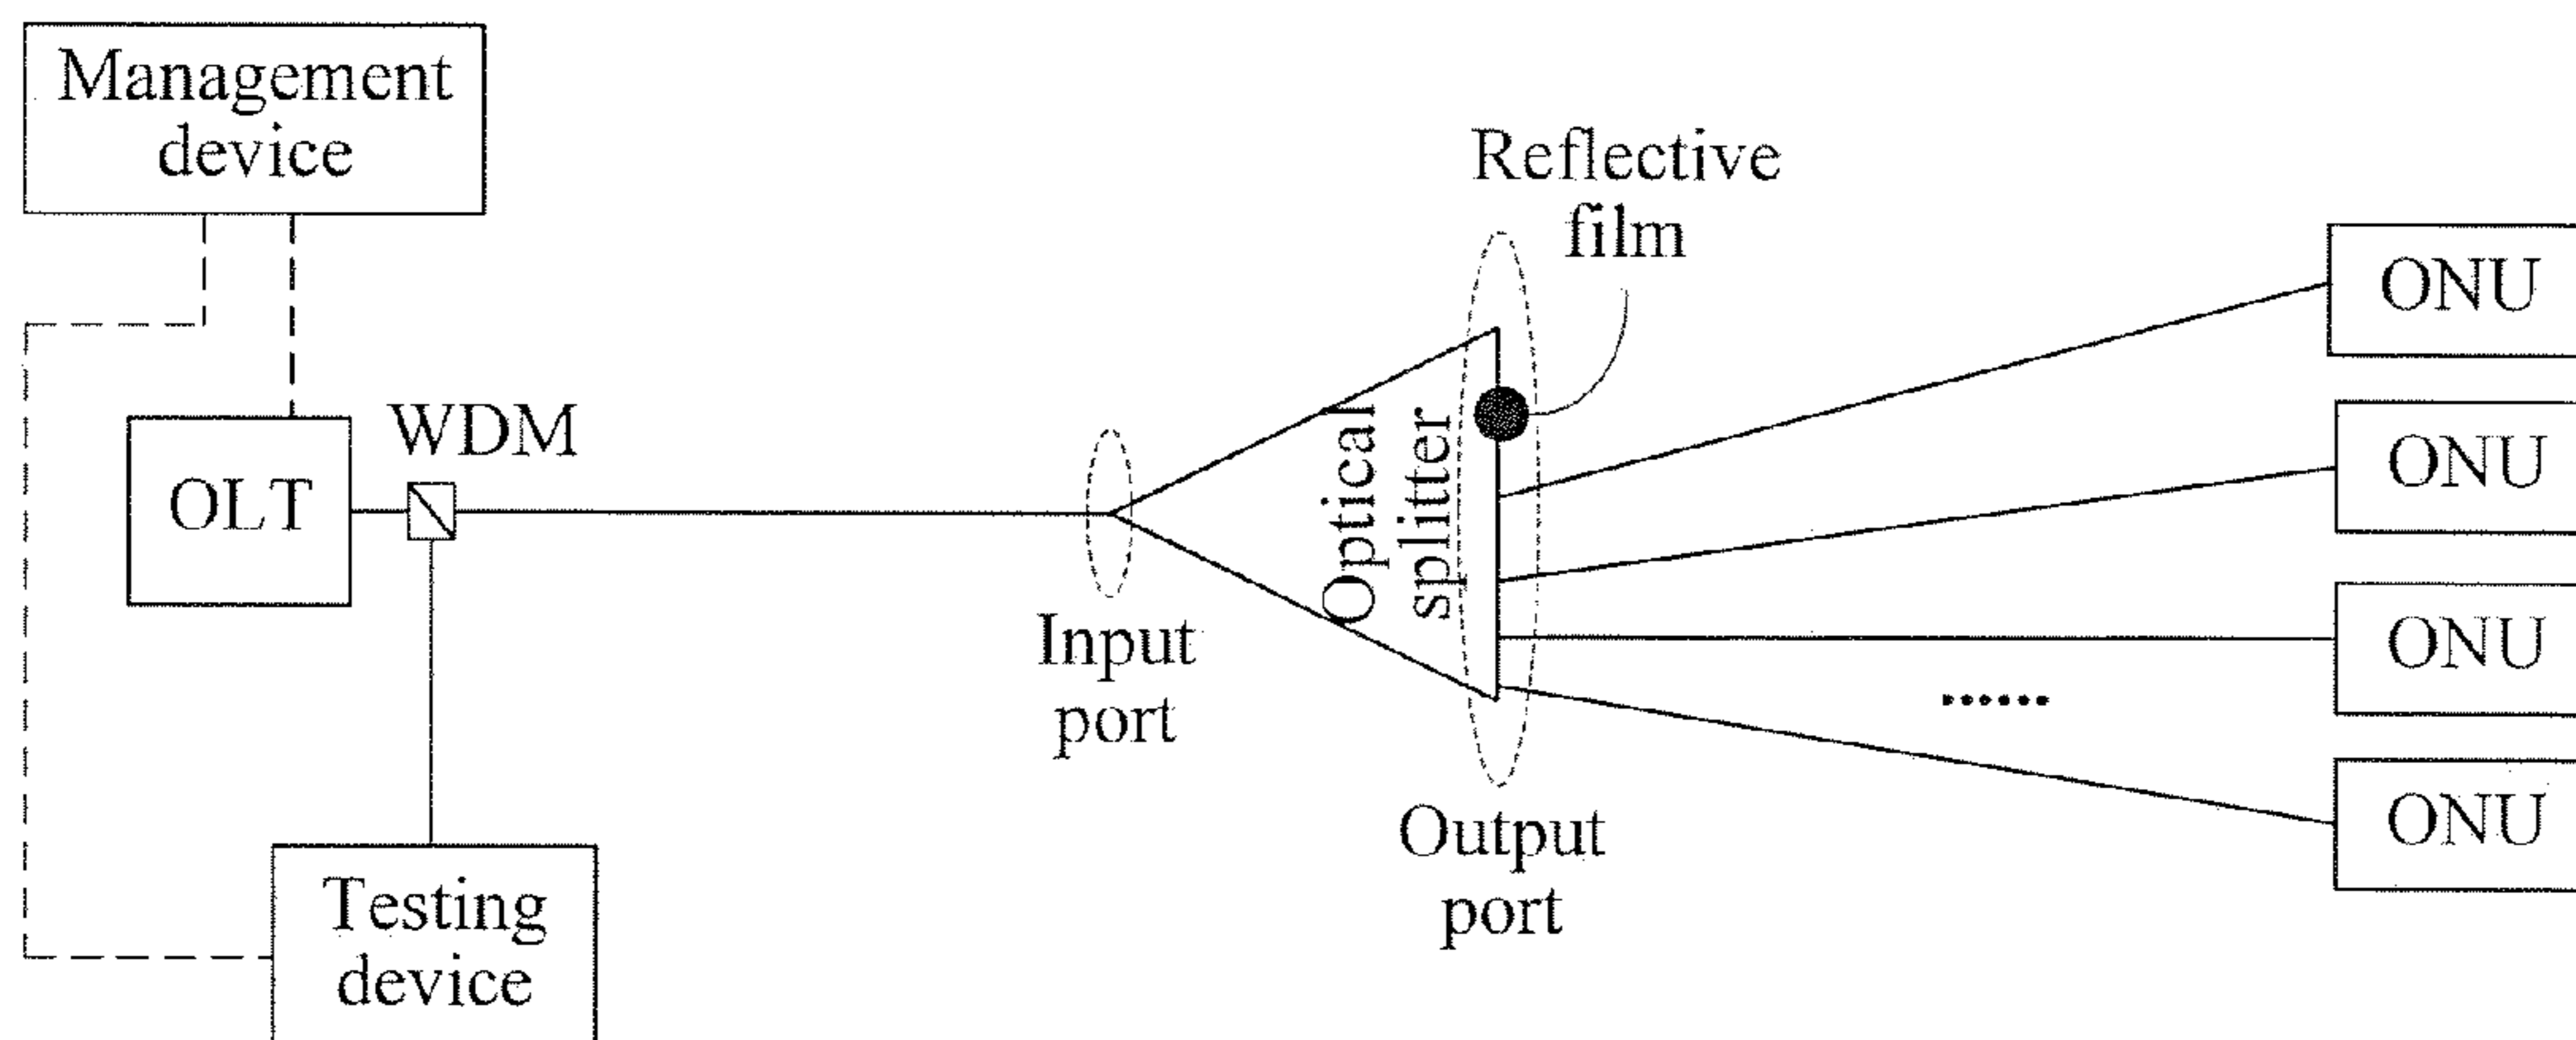 Management
device
Reflective
film
ONU
WDM
OLT
ONU
Optical
splitter
Input
port
ONU
......
Output
port
ONU
Testing
device